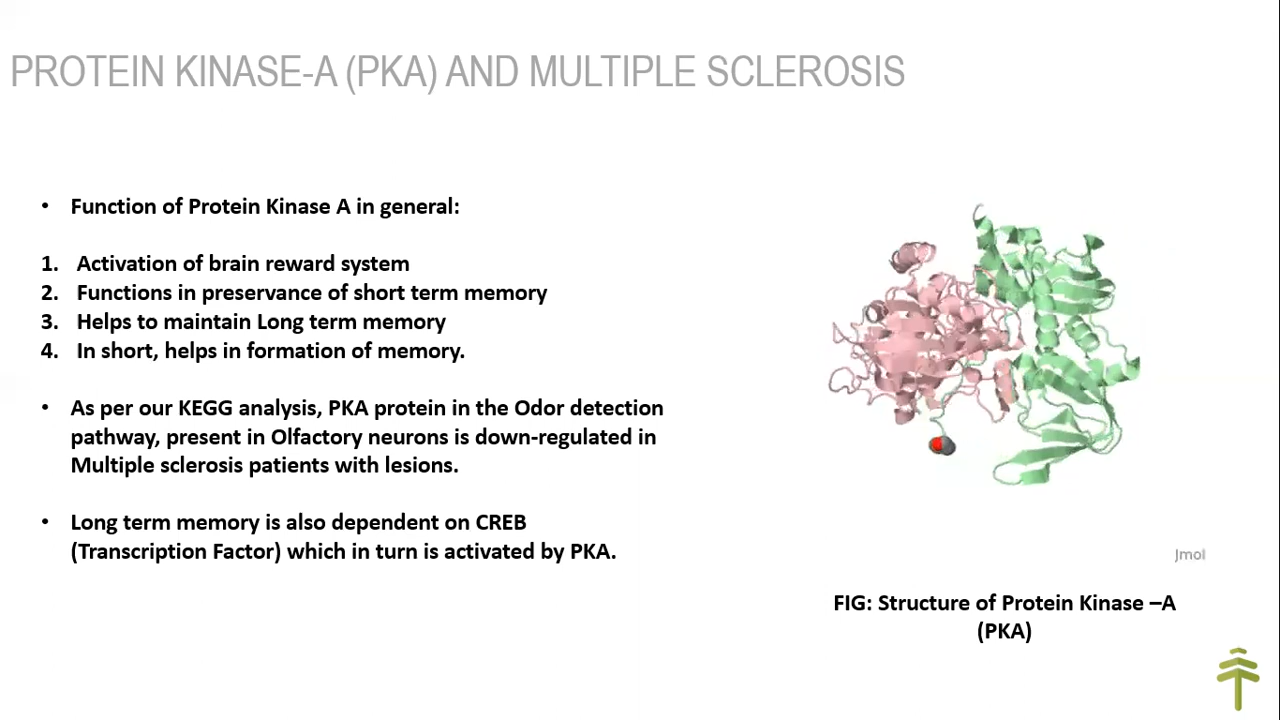 PROTEIN KINASE-A (PKA) AND MULTIPLE SCLEROSIS
• Function of Protein Kinase A in general:
1. Activation of brain reward system
2. Functions in preservance of short term memory
3. Helps to maintain Long term memory
4. In short, helps in formation of memory.
• As per our KEGG analysis, PKA protein in the Odor detection
pathway, present in Olfactory neurons is down-regulated in
Multiple sclerosis patients with lesions.
• Long term memory is also dependent on CREB
(Transcription Factor) which in turn is activated by PKA.
Jmol
FIG: Structure of Protein Kinase –A
(PKA)